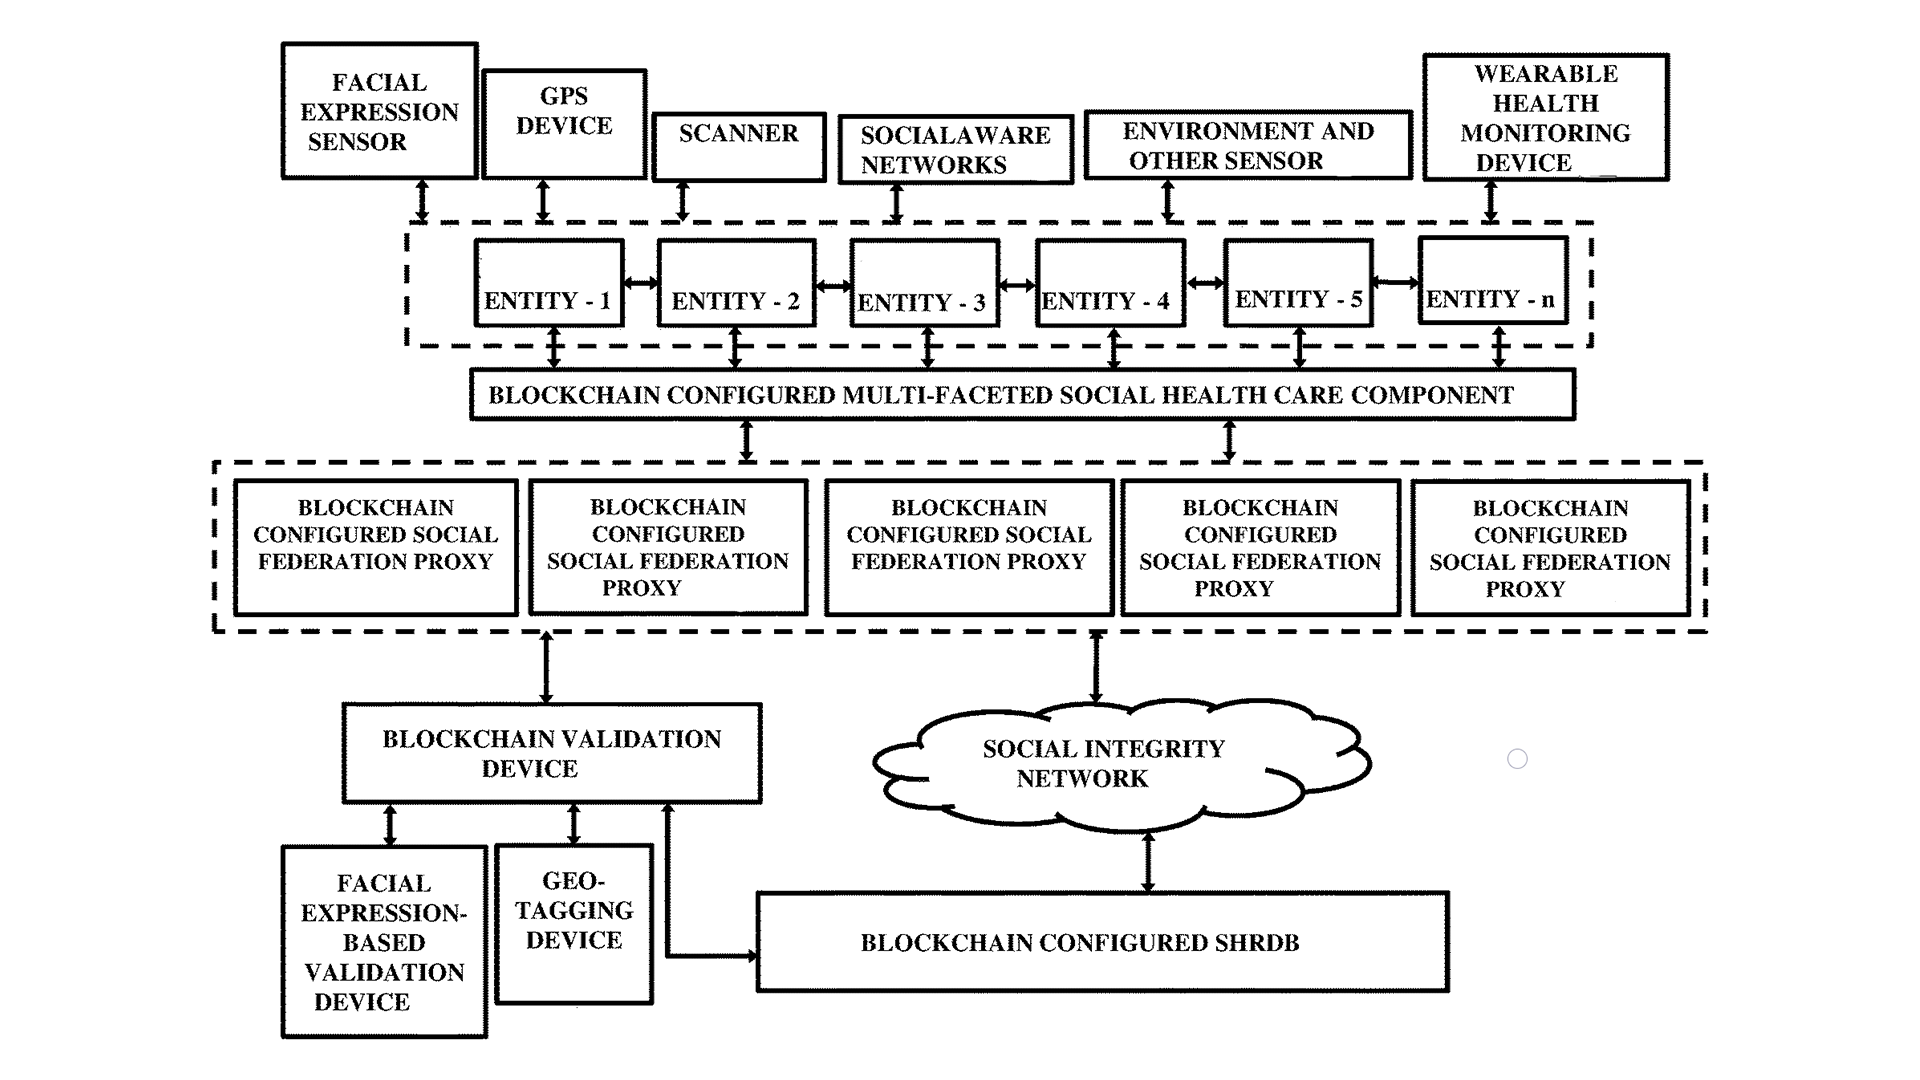 FACIAL
EXPRESSION
SENSOR
GPS
DEVICE
SCANNER
SOCIALAWARE
NETWORKS
ENVIRONMENT AND
OTHER SENSOR
WEARABLE
HEALTH
MONITORING
DEVICE
ENTITY - 1
ENTITY - 2
ENTITY - 3
ENTITY - 4
ENTITY - 5
ENTITY - n
BLOCKCHAIN CONFIGURED MULTI-FACETED SOCIAL HEALTH CARE COMPONENT
BLOCKCHAIN
CONFIGURED SOCIAL
FEDERATION PROXY
BLOCKCHAIN
CONFIGURED
SOCIAL FEDERATION
PROXY
BLOCKCHAIN
CONFIGURED SOCIAL
FEDERATION PROXY
BLOCKCHAIN
CONFIGURED
SOCIAL FEDERATION
PROXY
BLOCKCHAIN
CONFIGURED
SOCIAL FEDERATION
PROXY
BLOCKCHAIN VALIDATION
DEVICE
SOCIAL INTEGRITY
NETWORK
FACIAL
EXPRESSION-
BASED
VALIDATION
DEVICE
GEO-
TAGGING
DEVICE
BLOCKCHAIN CONFIGURED SHRDB